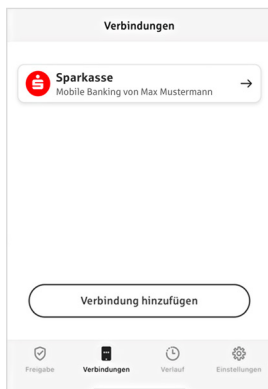 Verbindungen
Sparkasse
Mobile Banking von Max Mustermann
Verbindung hinzufügen
Freigabe
Verbindungen
Verlauf
Einstellungen